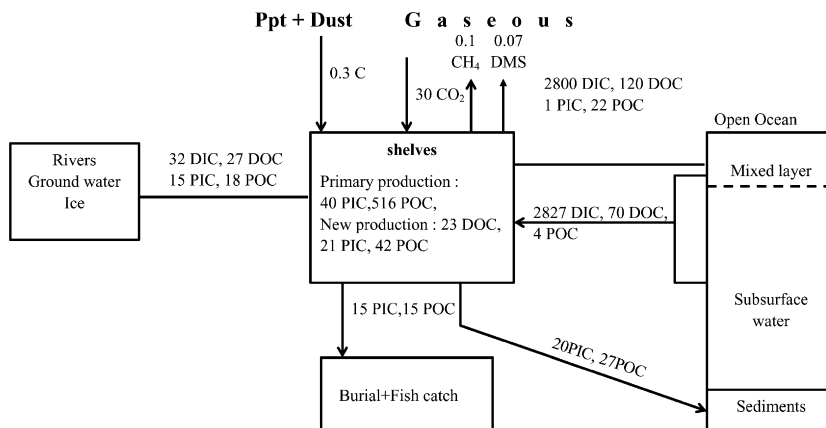 Ppt + Dust
G a s e o u s
0.3 C
30 CO₂
0.1
CH₄
0.07
DMS
2800 DIC, 120 DOC
1 PIC, 22 POC
Open Ocean
Rivers
Ground water
Ice
32 DIC, 27 DOC
15 PIC, 18 POC
shelves
Primary production :
40 PIC,516 POC,
New production : 23 DOC,
21 PIC, 42 POC
Mixed layer
2827 DIC, 70 DOC,
4 POC
Subsurface
water
15 PIC,15 POC
20PIC, 27POC
Burial+Fish catch
Sediments